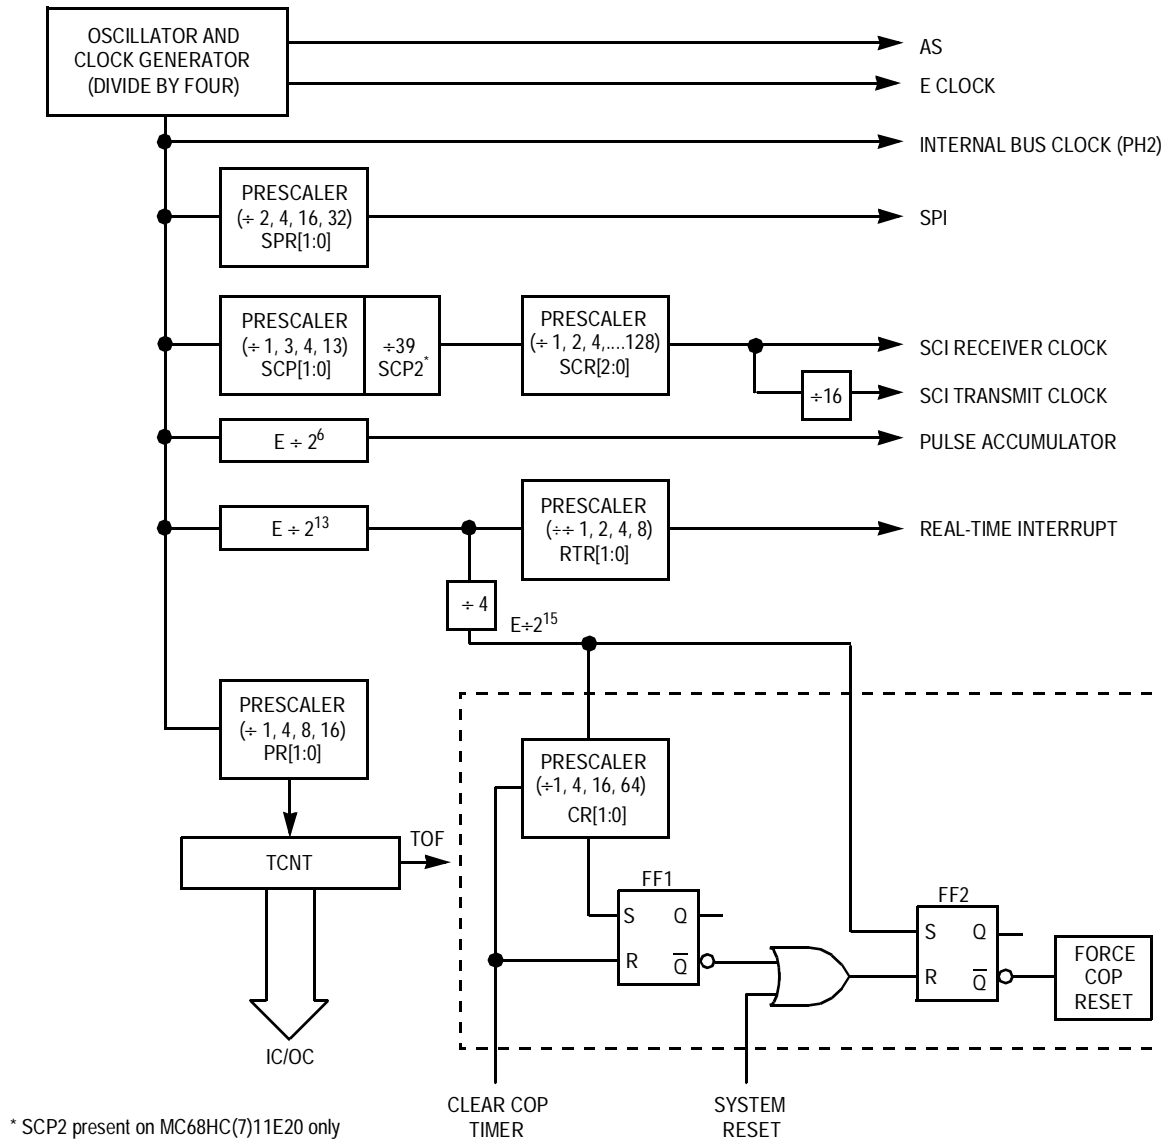 OSCILLATOR AND
CLOCK GENERATOR
(DIVIDE BY FOUR)
AS
E CLOCK
INTERNAL BUS CLOCK (PH2)
PRESCALER
(÷ 2, 4, 16, 32)
SPR[1:0]
SPI
PRESCALER
(÷ 1, 3, 4, 13)
SCP[1:0]
÷39
SCP2*
PRESCALER
(÷ 1, 2, 4,....128)
SCR[2:0]
SCI RECEIVER CLOCK
÷16
SCI TRANSMIT CLOCK
E ÷ 2⁶
PULSE ACCUMULATOR
E ÷ 2¹³
PRESCALER
(÷÷ 1, 2, 4, 8)
RTR[1:0]
REAL-TIME INTERRUPT
÷ 4
E÷2¹⁵
PRESCALER
(÷ 1, 4, 8, 16)
PR[1:0]
PRESCALER
(÷1, 4, 16, 64)
CR[1:0]
TCNT
TOF
FF1
S Q
R Q̅
FF2
S Q
R Q̅
FORCE
COP
RESET
IC/OC
CLEAR COP
TIMER
SYSTEM
RESET
* SCP2 present on MC68HC(7)11E20 only